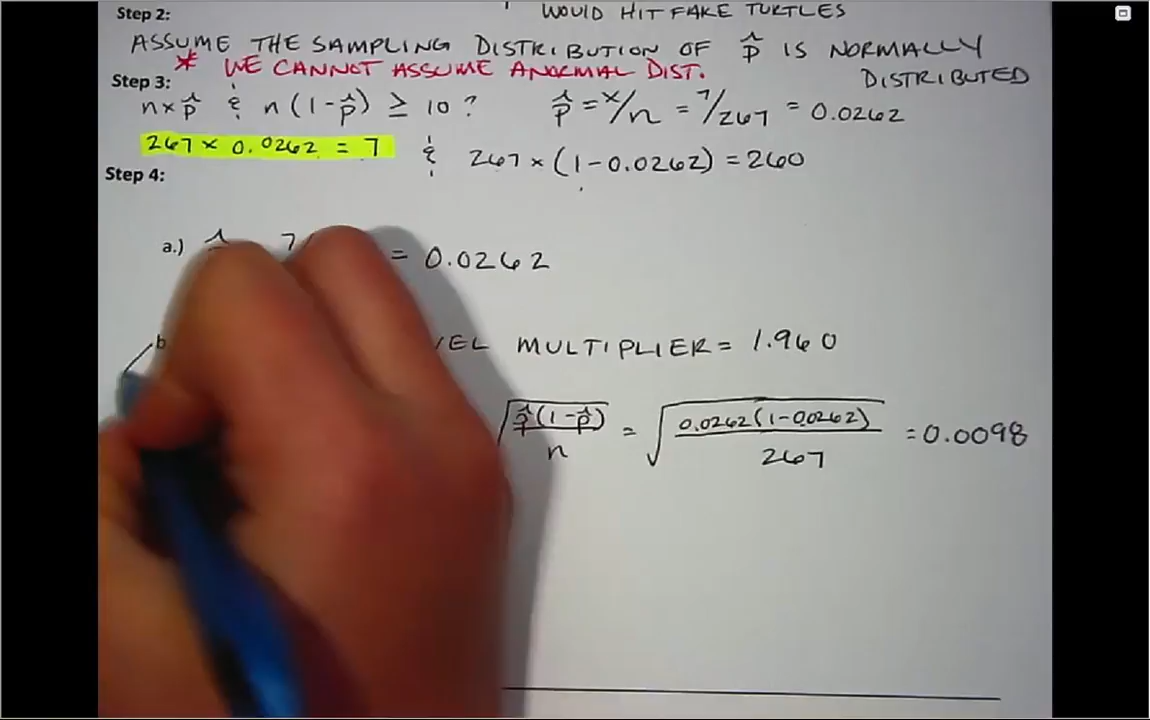 Step 2:
WOULD HIT FAKE TURTLES
ASSUME THE SAMPLING DISTRIBUTION OF p̂ IS NORMALLY
DISTRIBUTED
* WE CANNOT ASSUME A NORMAL DIST.
Step 3:
n × p̂ & n (1-p̂) ≥ 10 ? p̂ = x/n = 7/267 = 0.0262
267 × 0.0262 = 7 & 267 × (1-0.0262) = 260
Step 4:
a.) 7 = 0.0262
b MULTIPLIER = 1.960
√(p̂(1-p̂)/n) = √(0.0262(1-0.0262)/267) = 0.0098